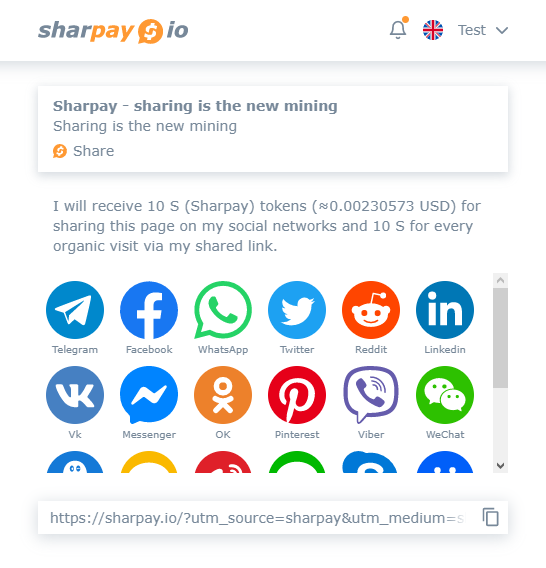 sharpay io
Test
Sharpay - sharing is the new mining
Sharing is the new mining
Share
I will receive 10 S (Sharpay) tokens (≈0.00230573 USD) for
sharing this page on my social networks and 10 S for every
organic visit via my shared link.
Telegram Facebook WhatsApp Twitter Reddit Linkedin
Vk Messenger OK Pinterest Viber WeChat
https://sharpay.io/?utm_source=sharpay&utm_medium=s